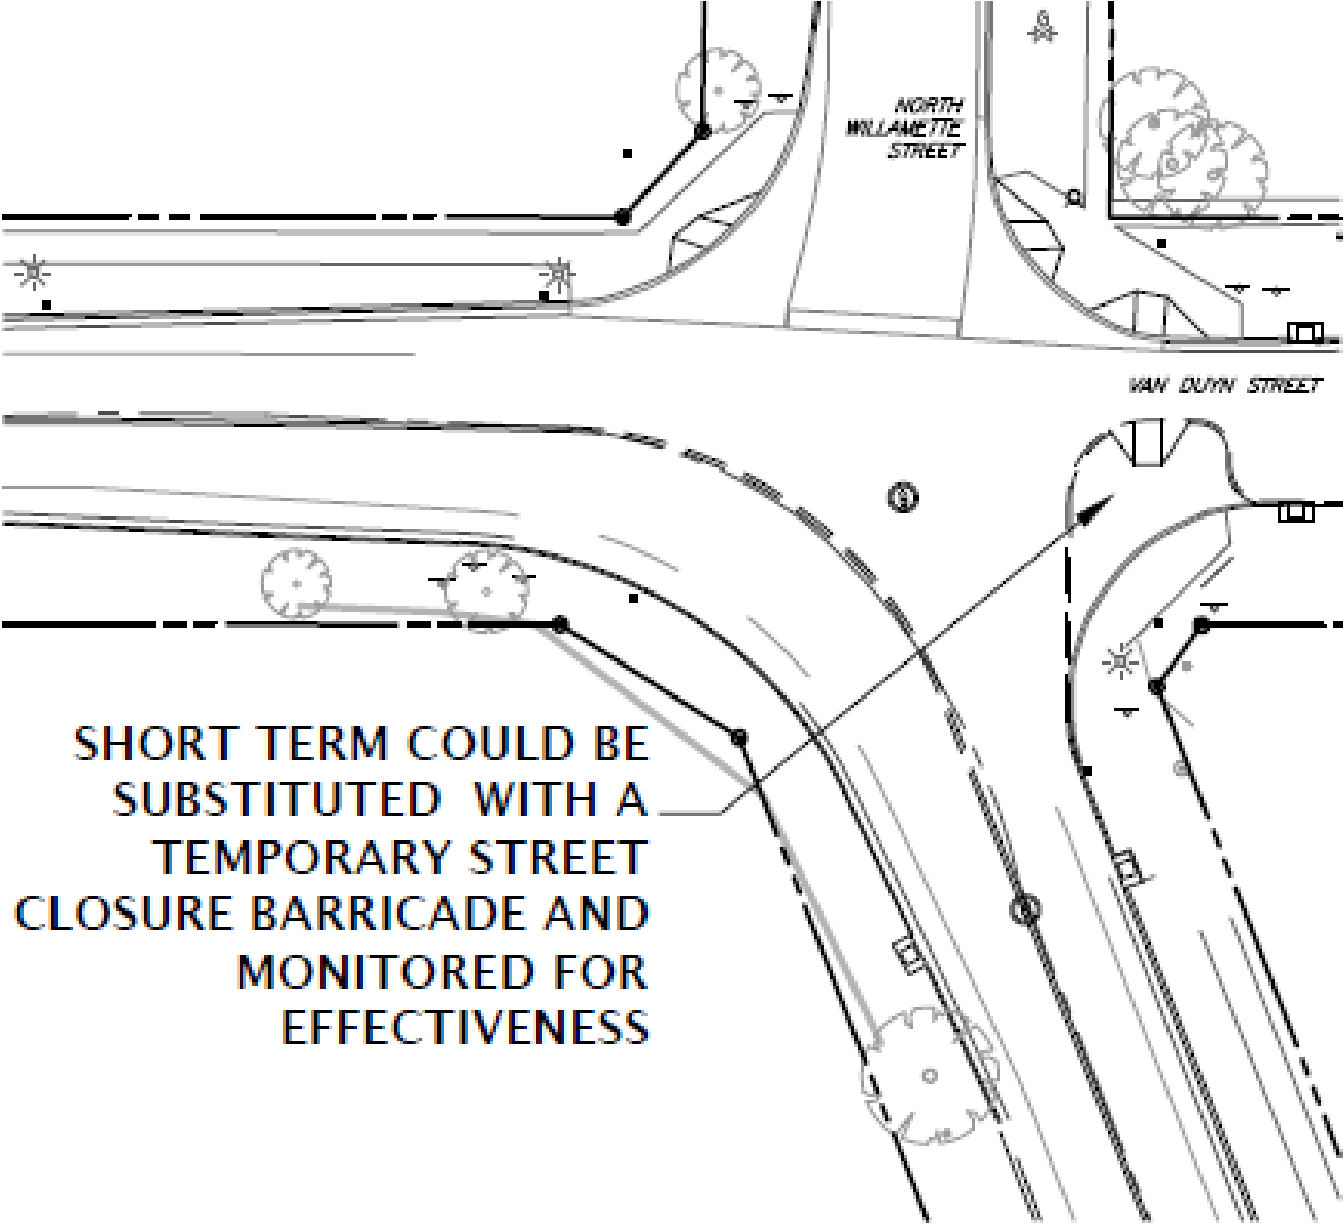 NORTH
WILLAMETTE
STREET
VAN DUYN STREET
SHORT TERM COULD BE
SUBSTITUTED WITH A
TEMPORARY STREET
CLOSURE BARRICADE AND
MONITORED FOR
EFFECTIVENESS